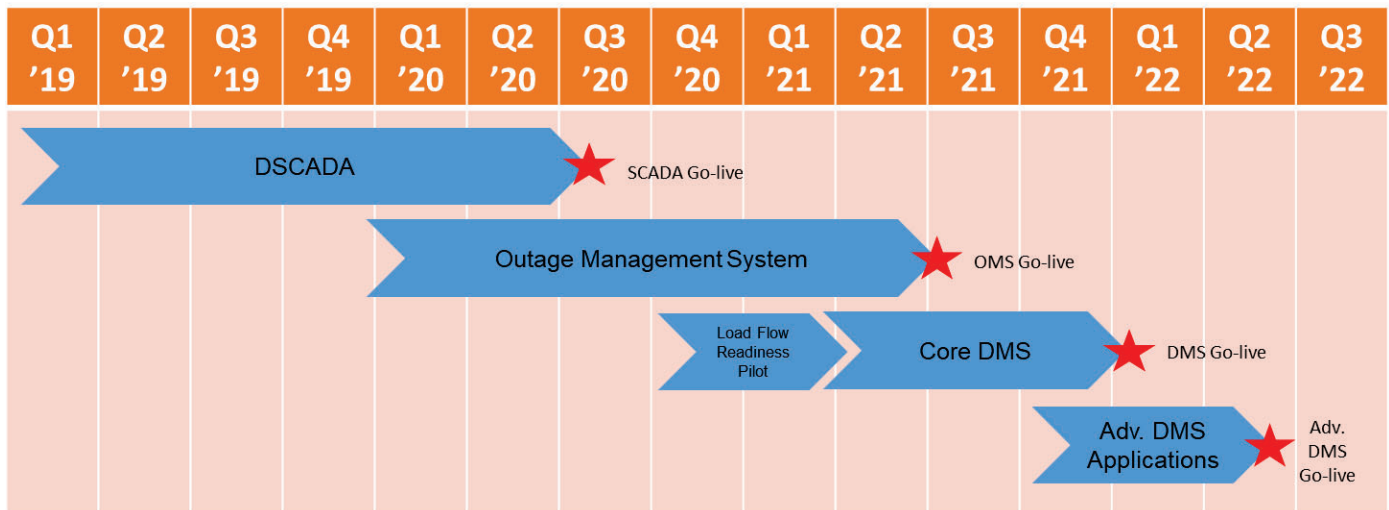 Q1 Q2 Q3 Q4 Q1 Q2 Q3 Q4 Q1 Q2 Q3 Q4 Q1 Q2 Q3
’19 ’19 ’19 ’19 ’20 ’20 ’20 ’20 ’21 ’21 ’21 ’21 ’22 ’22 ’22
DSCADA
SCADA Go-live
Outage Management System
OMS Go-live
Load Flow
Readiness
Pilot
Core DMS
DMS Go-live
Adv. DMS
Applications
Adv.
DMS
Go-live